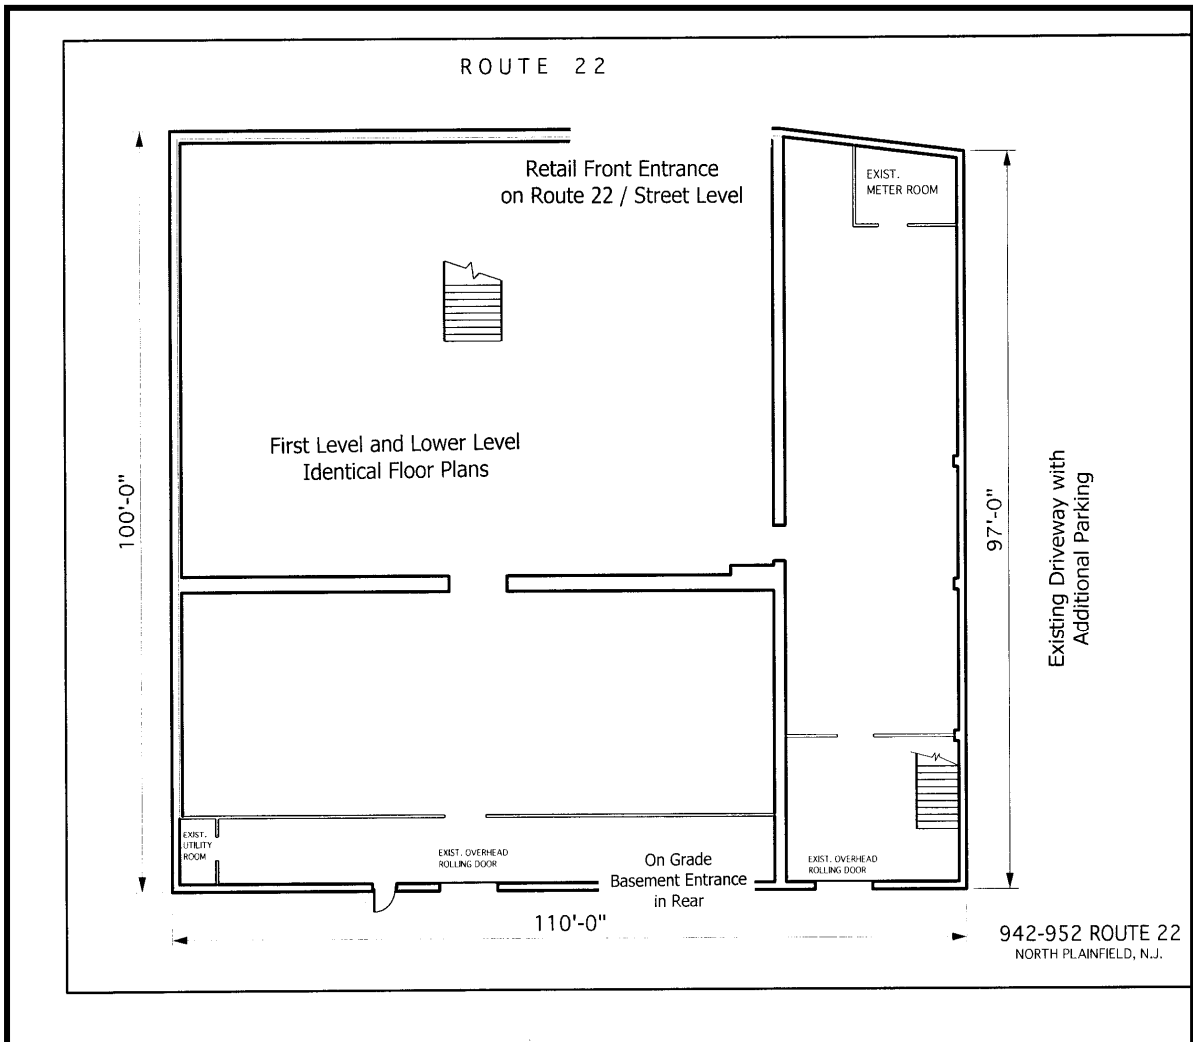 ROUTE 22
Retail Front Entrance
on Route 22 / Street Level
EXIST.
METER ROOM
First Level and Lower Level
Identical Floor Plans
100'-0"
97'-0"
Existing Driveway with
Additional Parking
EXIST.
UTILITY
ROOM
EXIST. OVERHEAD
ROLLING DOOR
On Grade
Basement Entrance
in Rear
EXIST. OVERHEAD
ROLLING DOOR
110'-0"
942-952 ROUTE 22
NORTH PLAINFIELD, N.J.